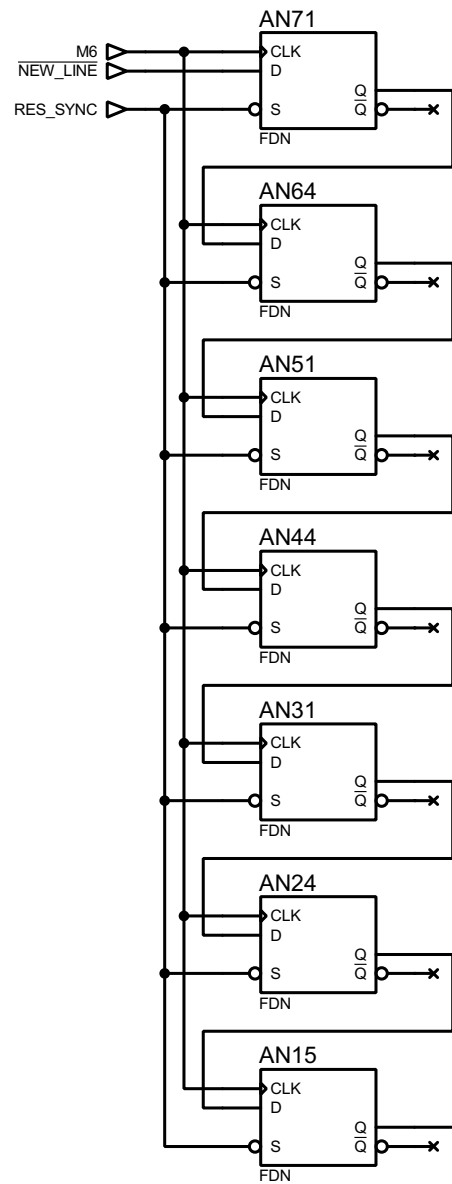 AN71
M6
CLK
N̅E̅W̅_̅L̅I̅N̅E̅
D
Q
RES_SYNC
S
Q̅
FDN
AN64
CLK
D
Q
S
Q̅
FDN
AN51
CLK
D
Q
S
Q̅
FDN
AN44
CLK
D
Q
S
Q̅
FDN
AN31
CLK
D
Q
S
Q̅
FDN
AN24
CLK
D
Q
S
Q̅
FDN
AN15
CLK
D
Q
S
Q̅
FDN